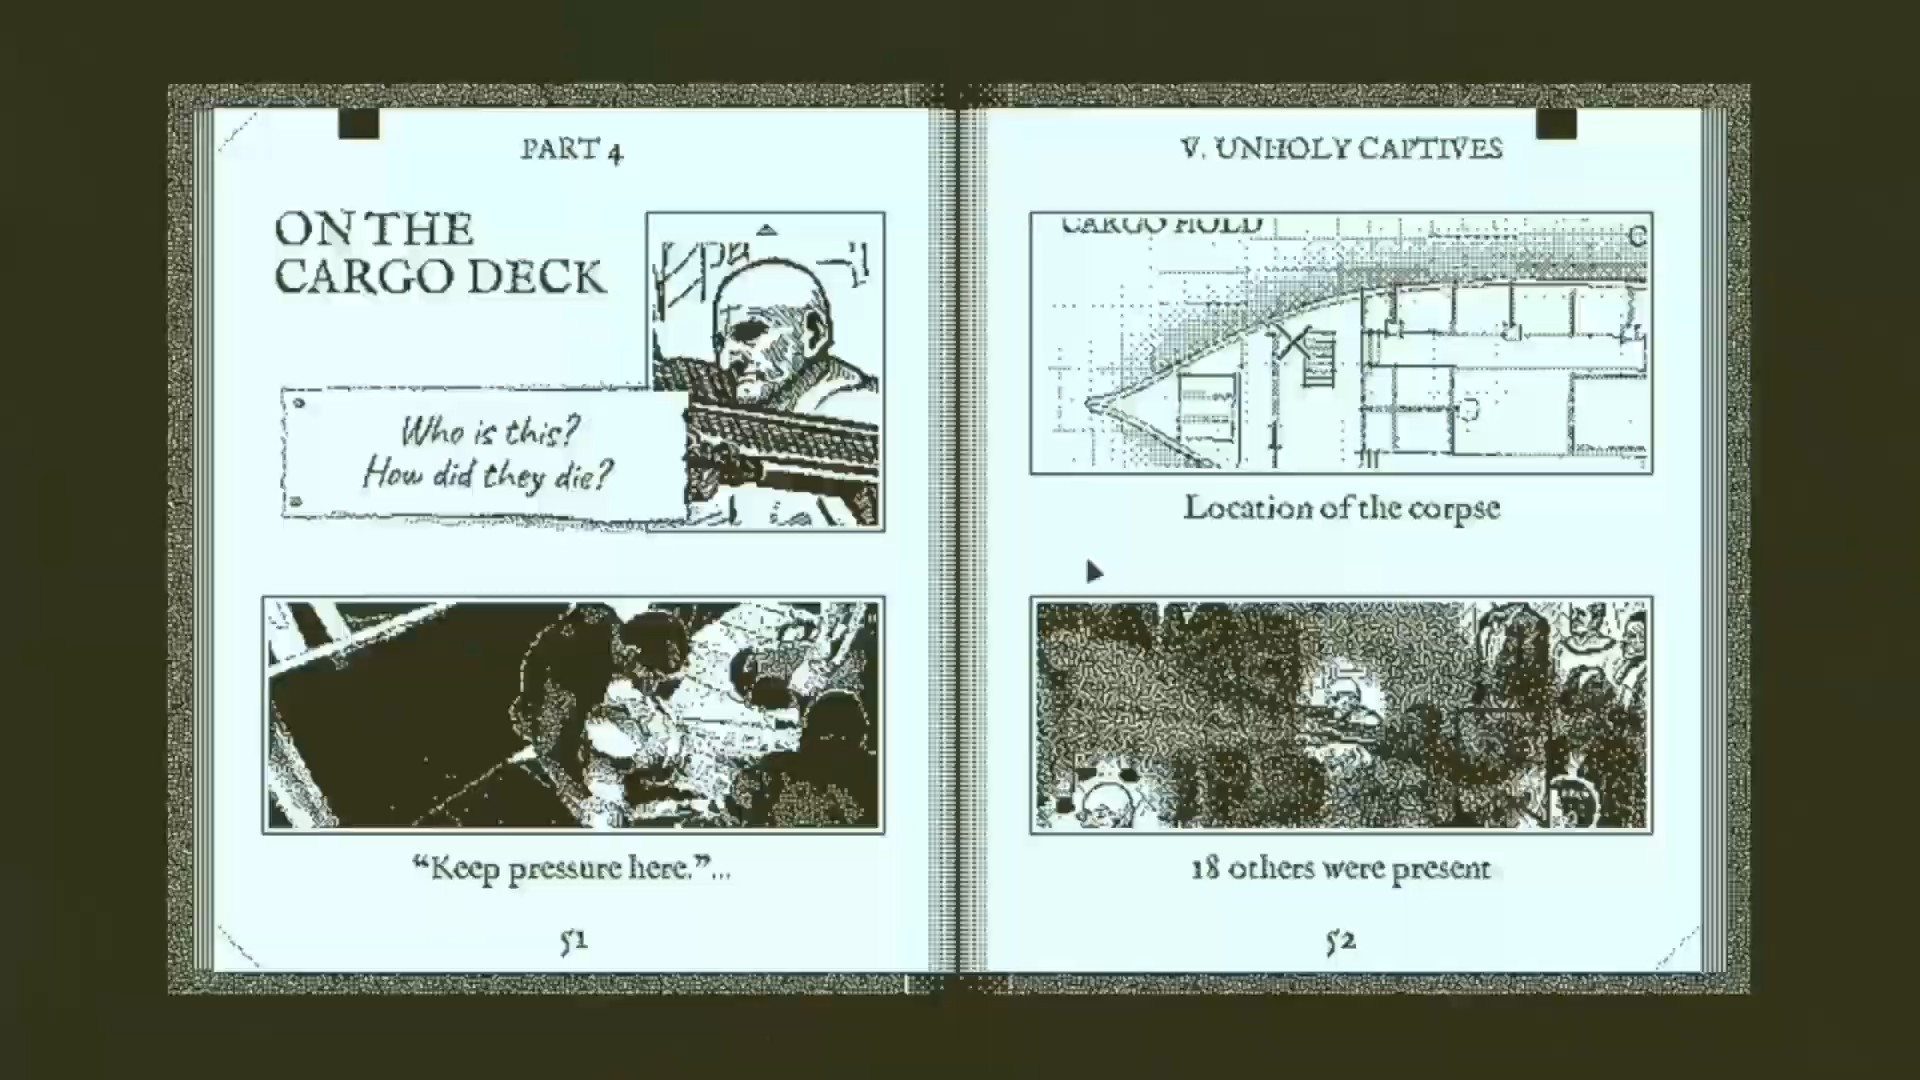 PART 4
ON THE
CARGO DECK
Who is this?
How did they die?
"Keep pressure here."...
51
V. UNHOLY CAPTIVES
CARGO HOLD
C
Location of the corpse
18 others were present
52